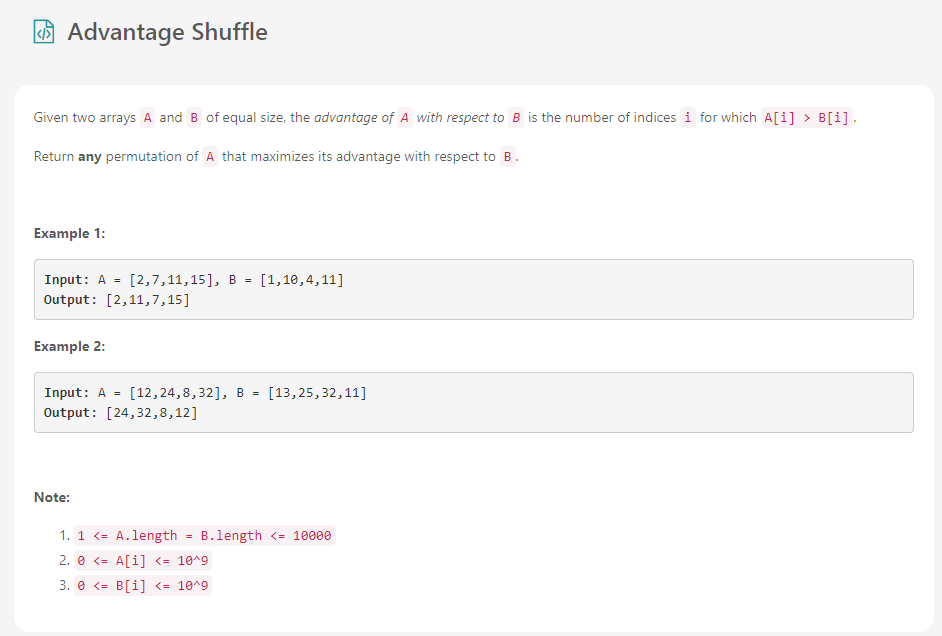 Advantage Shuffle
Given two arrays A and B of equal size, the advantage of A with respect to B is the number of indices i for which A[i] > B[i].
Return any permutation of A that maximizes its advantage with respect to B.
Example 1:
Input: A = [2,7,11,15], B = [1,10,4,11]
Output: [2,11,7,15]
Example 2:
Input: A = [12,24,8,32], B = [13,25,32,11]
Output: [24,32,8,12]
Note:
1. 1 <= A.length = B.length <= 10000
2. 0 <= A[i] <= 10^9
3. 0 <= B[i] <= 10^9